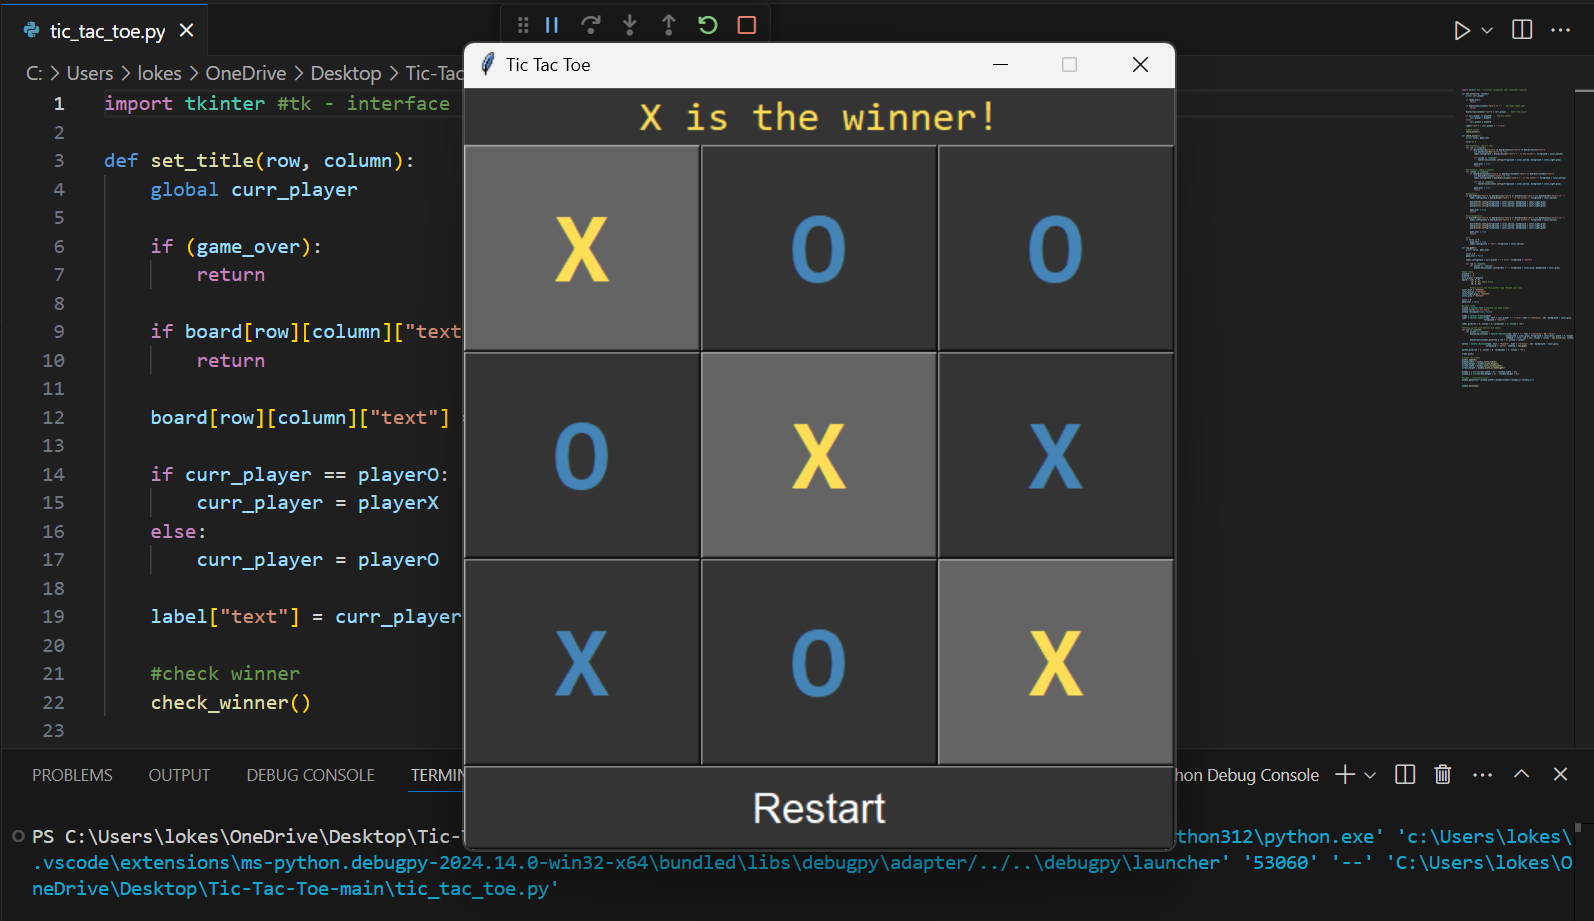 tic_tac_toe.py
C: > Users > lokes > OneDrive > Desktop > Tic-Tac
Tic Tac Toe
X is the winner!
X O O
O X X
X O X
Restart
1 import tkinter #tk - interface
2
3 def set_title(row, column):
4 global curr_player
5
6 if (game_over):
7 return
8
9 if board[row][column]["text
10 return
11
12 board[row][column]["text"] =
13
14 if curr_player == playerO:
15 curr_player = playerX
16 else:
17 curr_player = playerO
18
19 label["text"] = curr_player
20
21 #check winner
22 check_winner()
23
PROBLEMS OUTPUT DEBUG CONSOLE TERMIN hon Debug Console
PS C:\Users\lokes\OneDrive\Desktop\Tic- thon312\python.exe' 'c:\Users\lokes\
.vscode\extensions\ms-python.debugpy-2024.14.0-win32-x64\bundled\libs\debugpy\adapter/../..\debugpy\launcher' '53060' '--' 'C:\Users\lokes\O
neDrive\Desktop\Tic-Tac-Toe-main\tic_tac_toe.py'